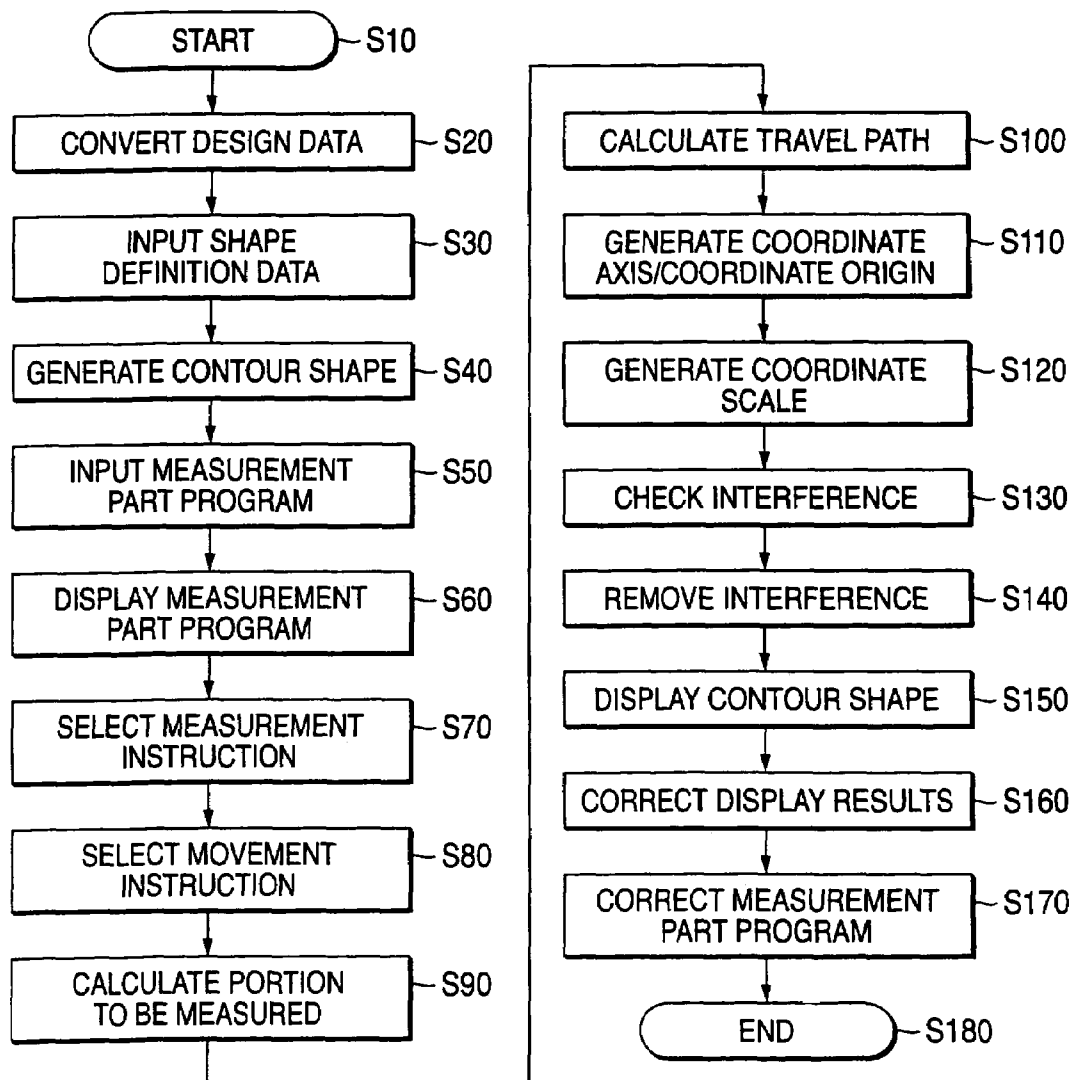 START
S10
CONVERT DESIGN DATA
S20
INPUT SHAPE
DEFINITION DATA
S30
GENERATE CONTOUR SHAPE
S40
INPUT MEASUREMENT
PART PROGRAM
S50
DISPLAY MEASUREMENT
PART PROGRAM
S60
SELECT MEASUREMENT
INSTRUCTION
S70
SELECT MOVEMENT
INSTRUCTION
S80
CALCULATE PORTION
TO BE MEASURED
S90
CALCULATE TRAVEL PATH
S100
GENERATE COORDINATE
AXIS/COORDINATE ORIGIN
S110
GENERATE COORDINATE
SCALE
S120
CHECK INTERFERENCE
S130
REMOVE INTERFERENCE
S140
DISPLAY CONTOUR SHAPE
S150
CORRECT DISPLAY RESULTS
S160
CORRECT MEASUREMENT
PART PROGRAM
S170
END
S180